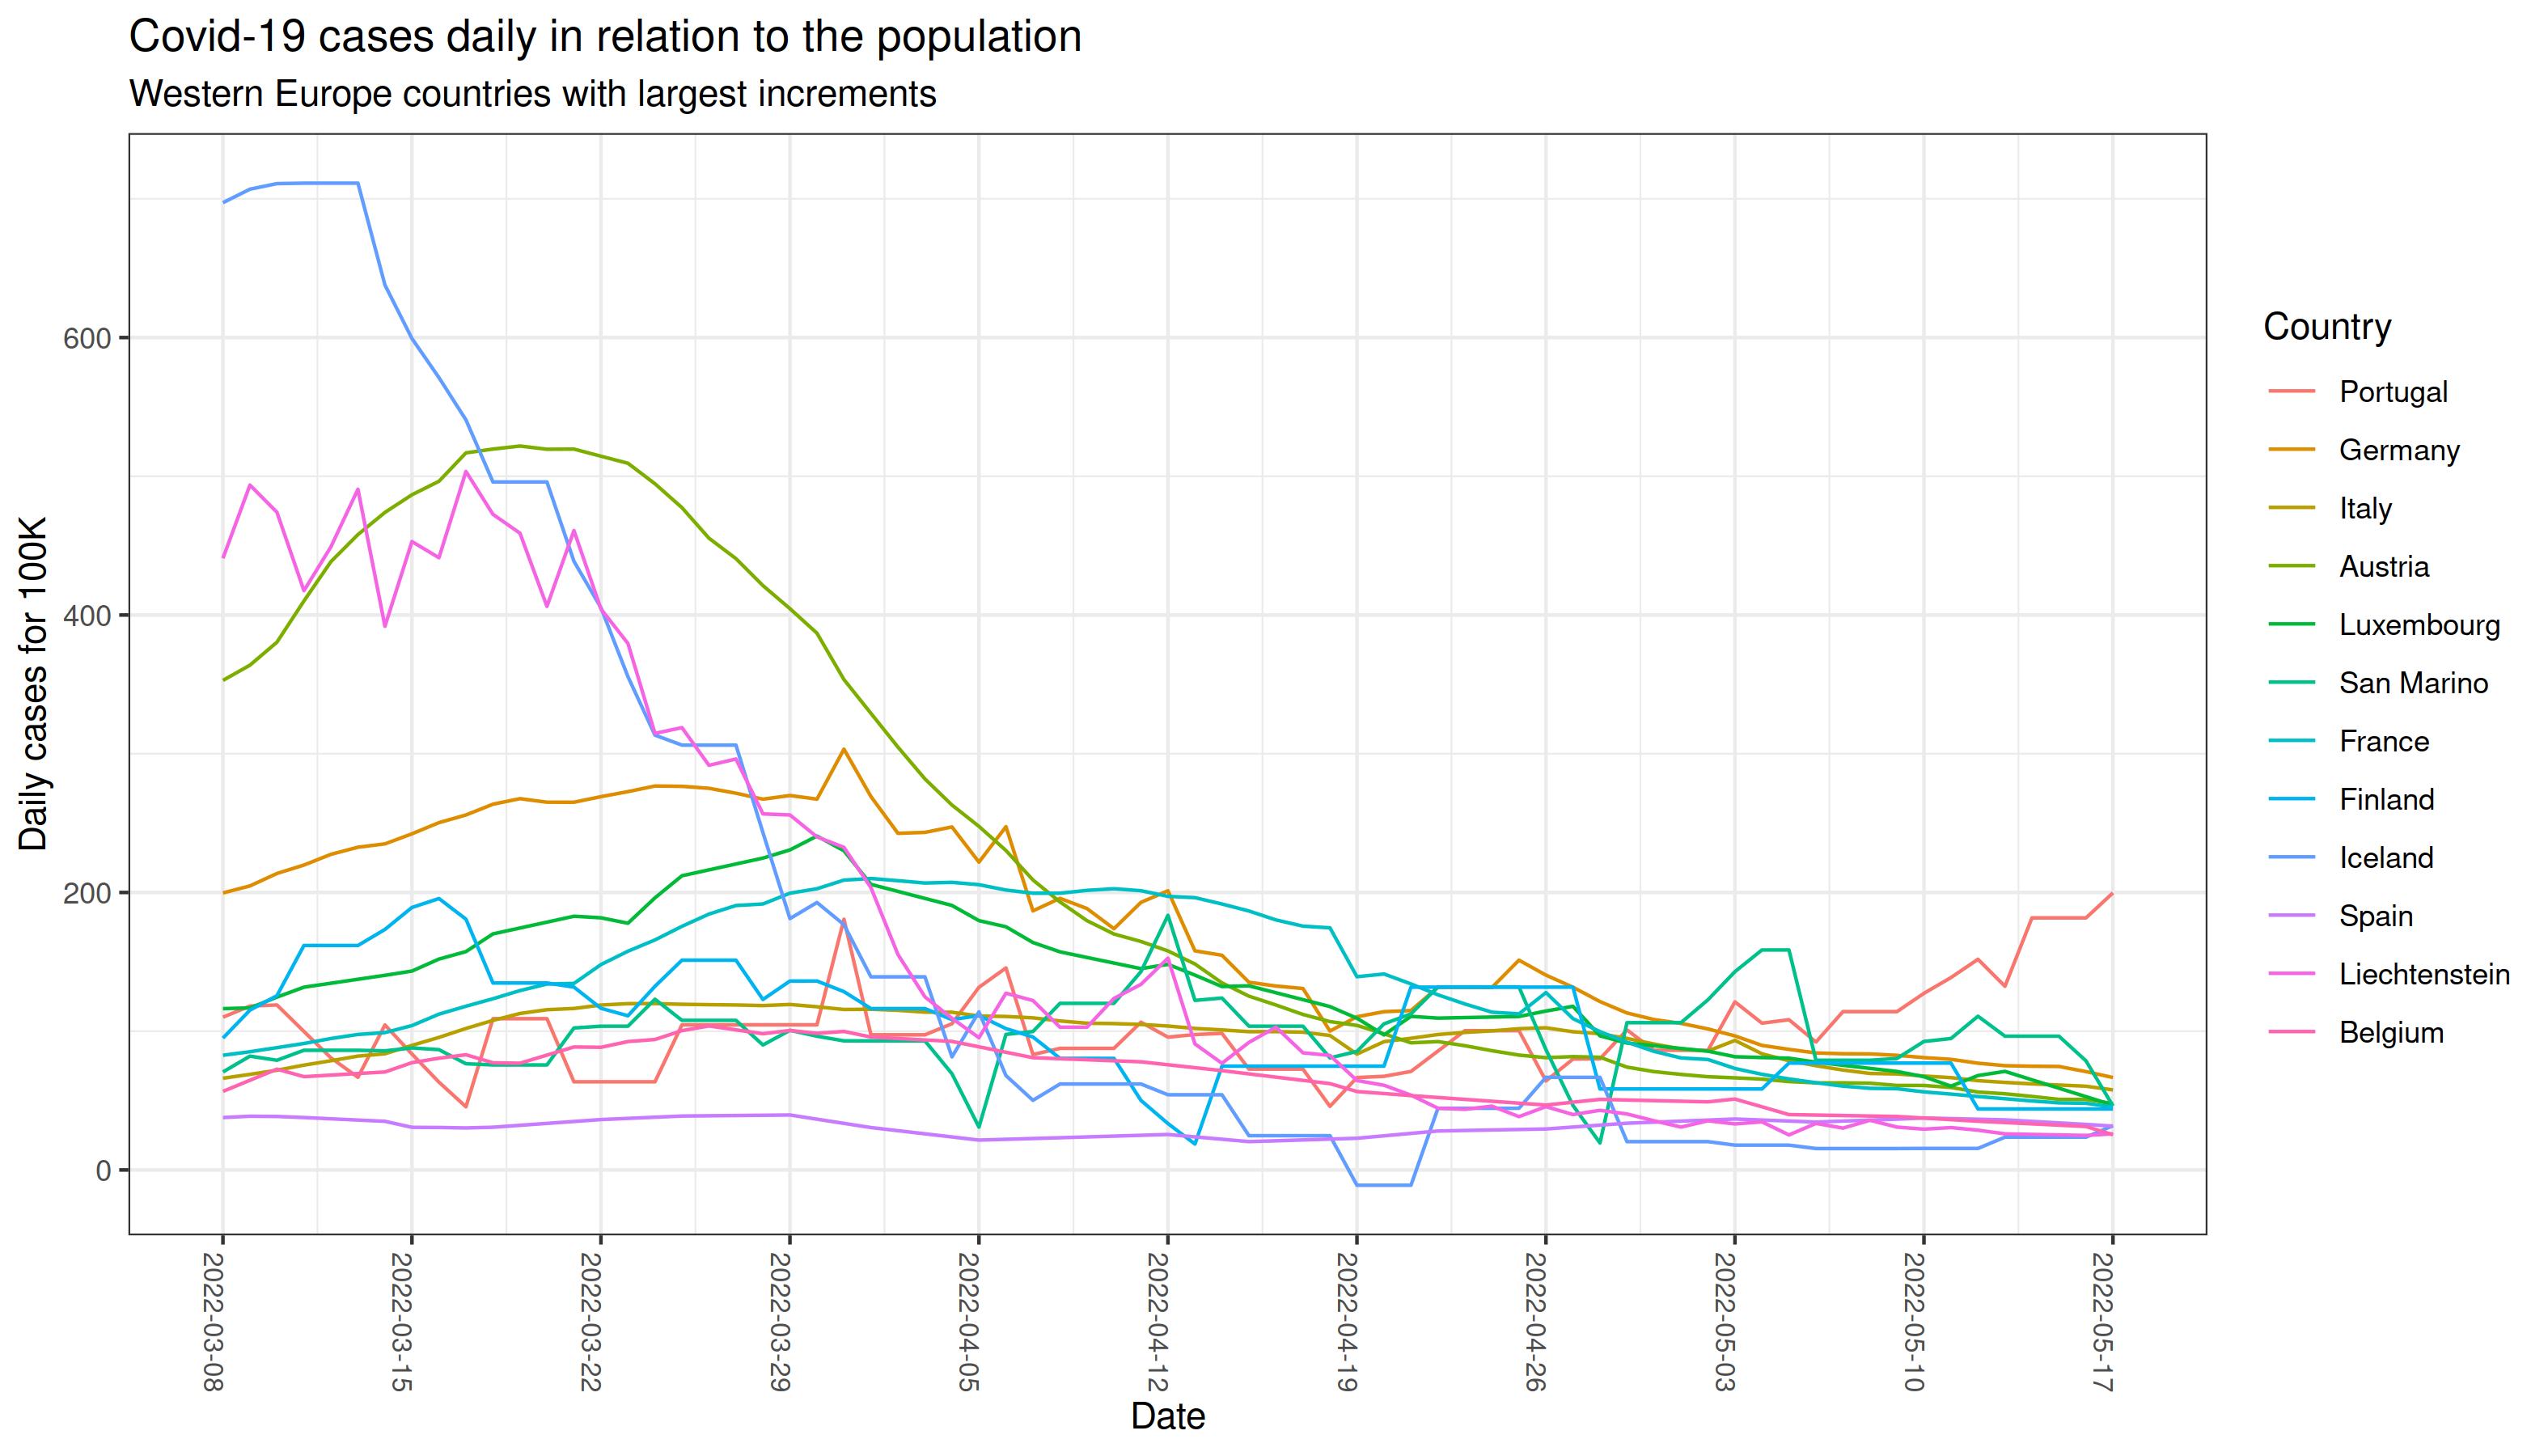 Covid-19 cases daily in relation to the population
Western Europe countries with largest increments
Daily cases for 100K
600
400
200
0
2022-03-08
2022-03-15
2022-03-22
2022-03-29
2022-04-05
2022-04-12
2022-04-19
2022-04-26
2022-05-03
2022-05-10
2022-05-17
Date
Country
Portugal
Germany
Italy
Austria
Luxembourg
San Marino
France
Finland
Iceland
Spain
Liechtenstein
Belgium